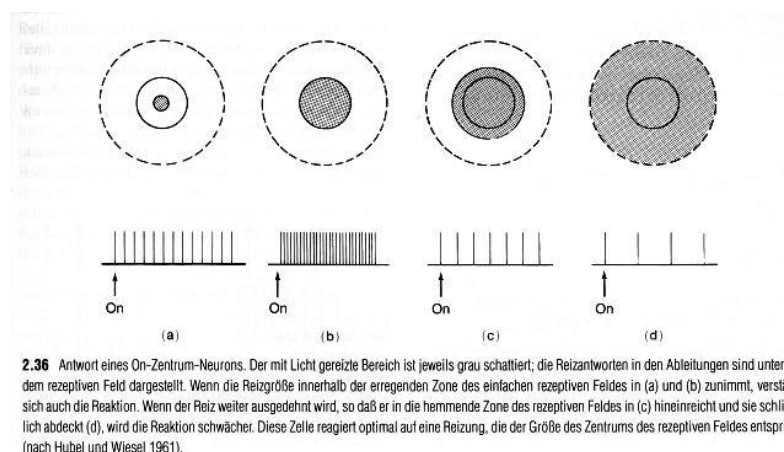 On
On
On
On
(a)
(b)
(c)
(d)
2.36 Antwort eines On-Zentrum-Neurons. Der mit Licht gereizte Bereich ist jeweils grau schattiert; die Reizantworten in den Ableitungen sind unter
dem rezeptiven Feld dargestellt. Wenn die Reizgröße innerhalb der erregenden Zone des einfachen rezeptiven Feldes in (a) und (b) zunimmt, verstä
sich auch die Reaktion. Wenn der Reiz weiter ausgedehnt wird, so daß er in die hemmende Zone des rezeptiven Feldes in (c) hineinreicht und sie schli
lich abdeckt (d), wird die Reaktion schwächer. Diese Zelle reagiert optimal auf eine Reizung, die der Größe des Zentrums des rezeptiven Feldes entspr
(nach Hubel und Wiesel 1961).